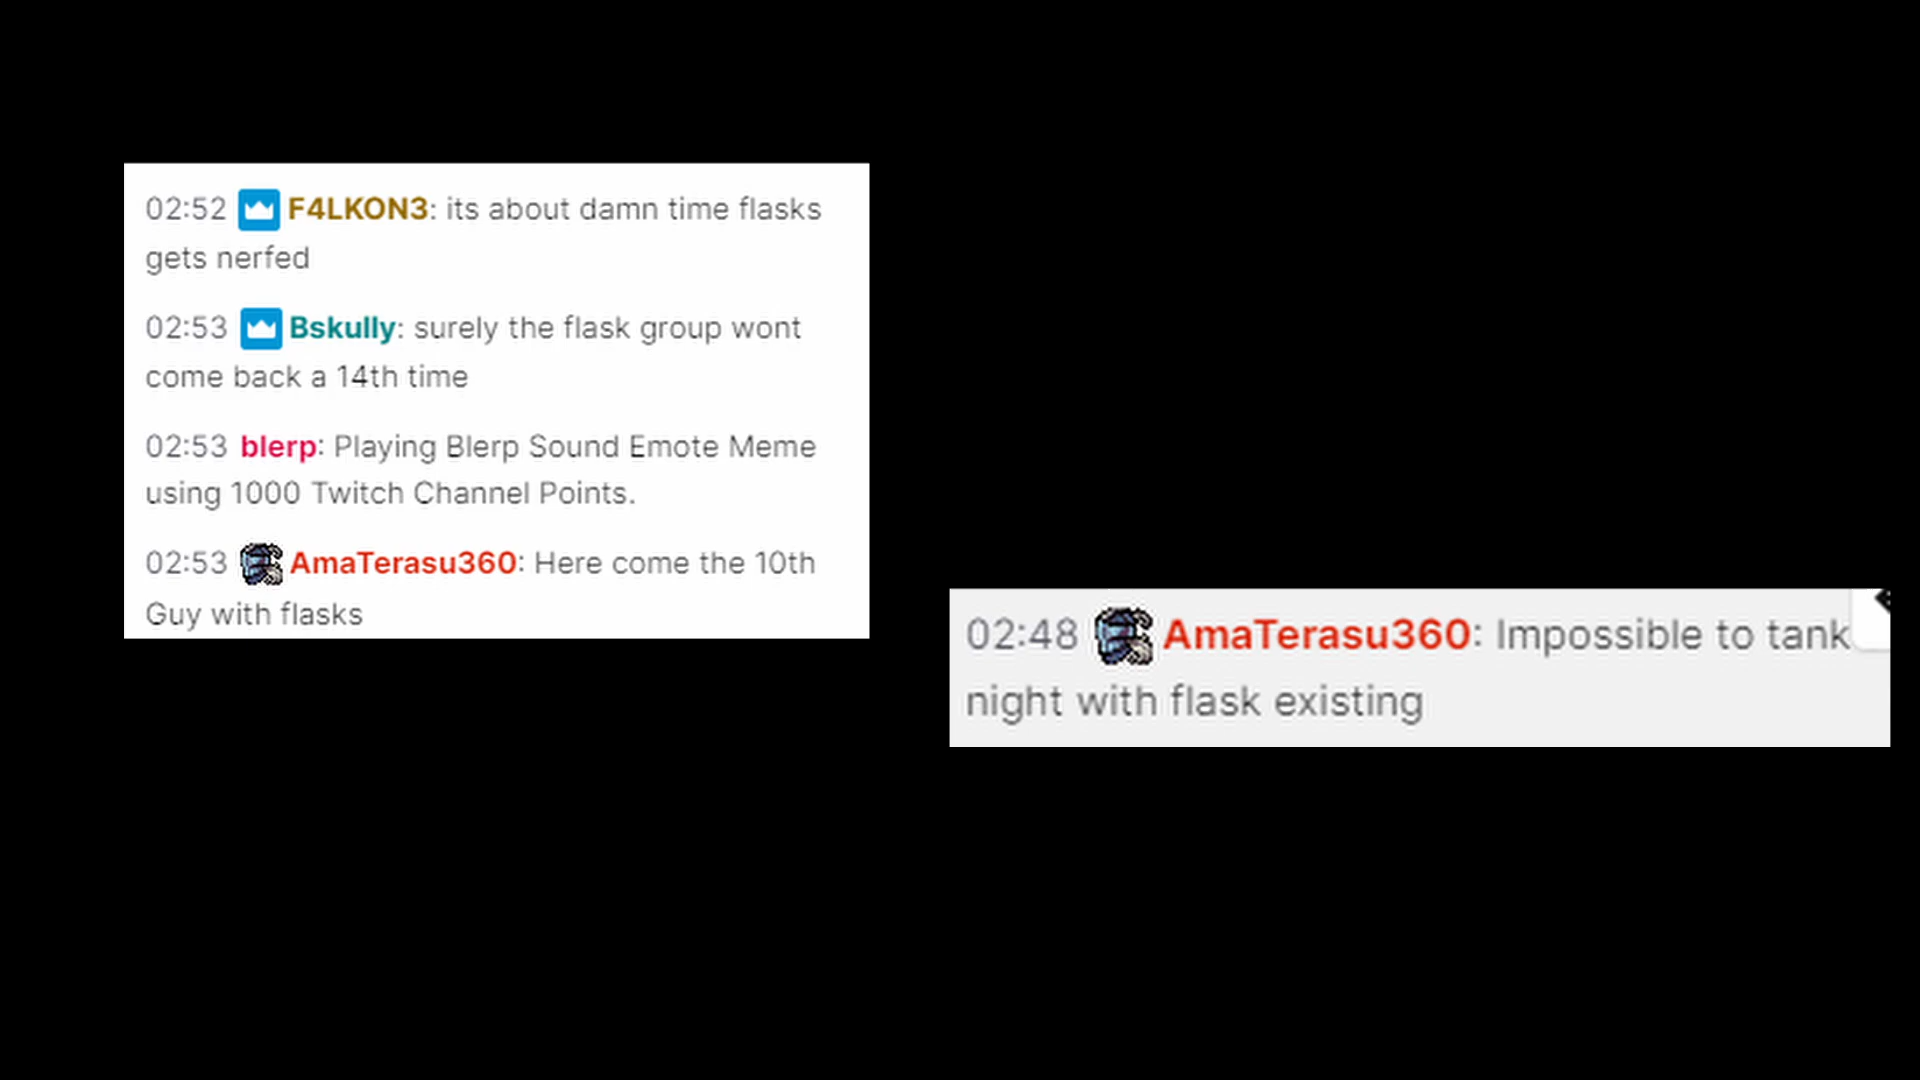 02:52 F4LKON3: its about damn time flasks
gets nerfed
02:53 Bskully: surely the flask group wont
come back a 14th time
02:53 blerp: Playing Blerp Sound Emote Meme
using 1000 Twitch Channel Points.
02:53 AmaTerasu360: Here come the 10th
Guy with flasks
02:48 AmaTerasu360: Impossible to tank
night with flask existing